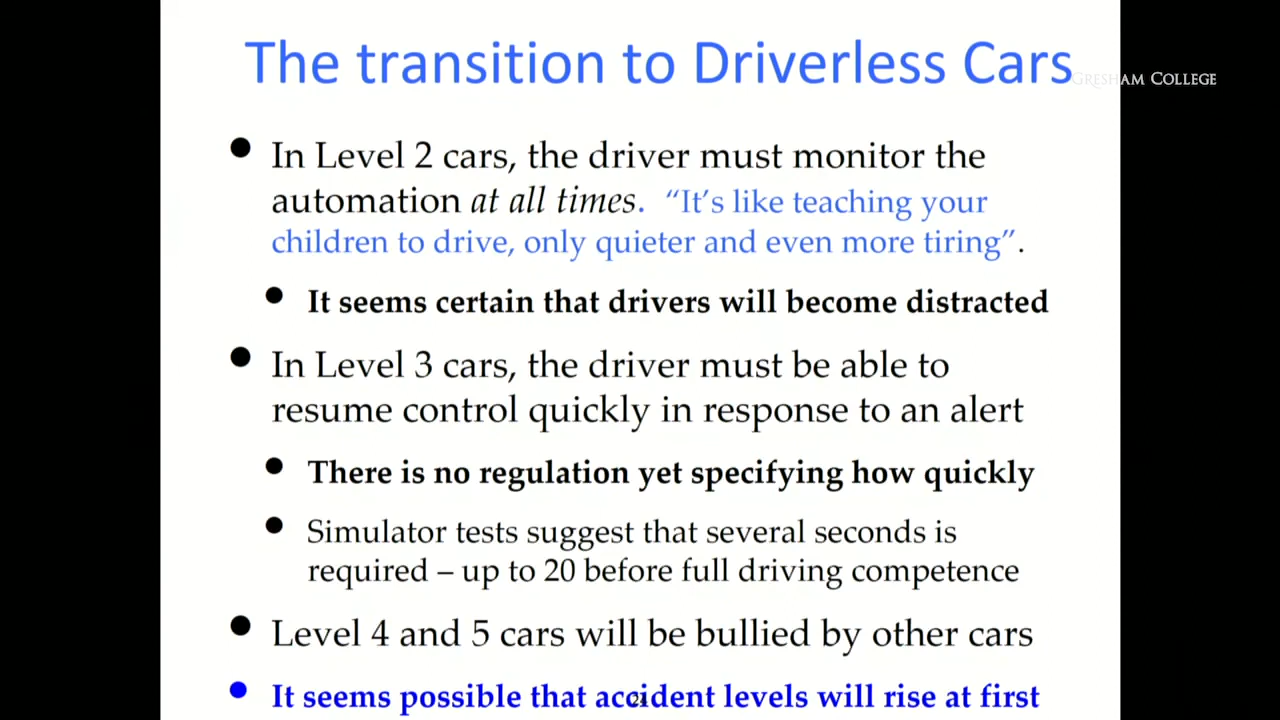 The transition to Driverless Cars
GRESHAM COLLEGE
• In Level 2 cars, the driver must monitor the
automation at all times. “It’s like teaching your
children to drive, only quieter and even more tiring”.
• It seems certain that drivers will become distracted
• In Level 3 cars, the driver must be able to
resume control quickly in response to an alert
• There is no regulation yet specifying how quickly
• Simulator tests suggest that several seconds is
required – up to 20 before full driving competence
• Level 4 and 5 cars will be bullied by other cars
• It seems possible that accident levels will rise at first